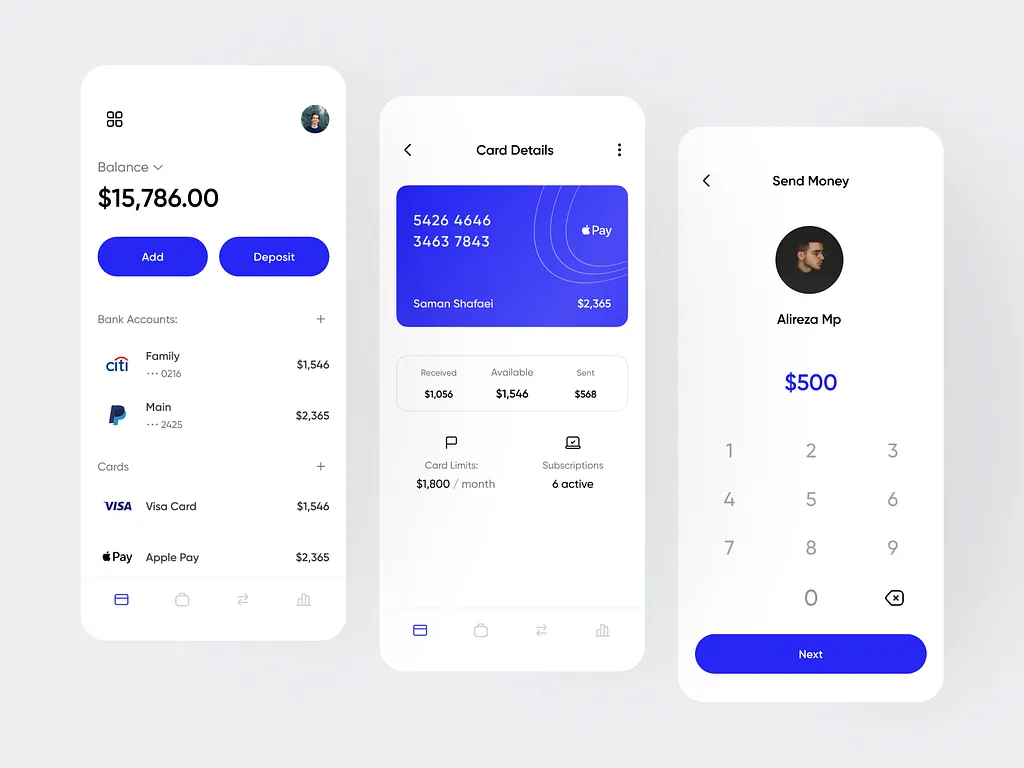 Balance
$15,786.00
Add
Deposit
Bank Accounts:
+
citi
Family
··· 0216
$1,546
Main
··· 2425
$2,365
Cards
+
VISA
Visa Card
$1,546
Pay
Apple Pay
$2,365
Card Details
5426 4646
3463 7843
Pay
Saman Shafaei
$2,365
Received
Available
Sent
$1,056
$1,546
$568
Card Limits:
Subscriptions
$1,800 / month
6 active
Send Money
Alireza Mp
$500
1 2 3
4 5 6
7 8 9
0
Next